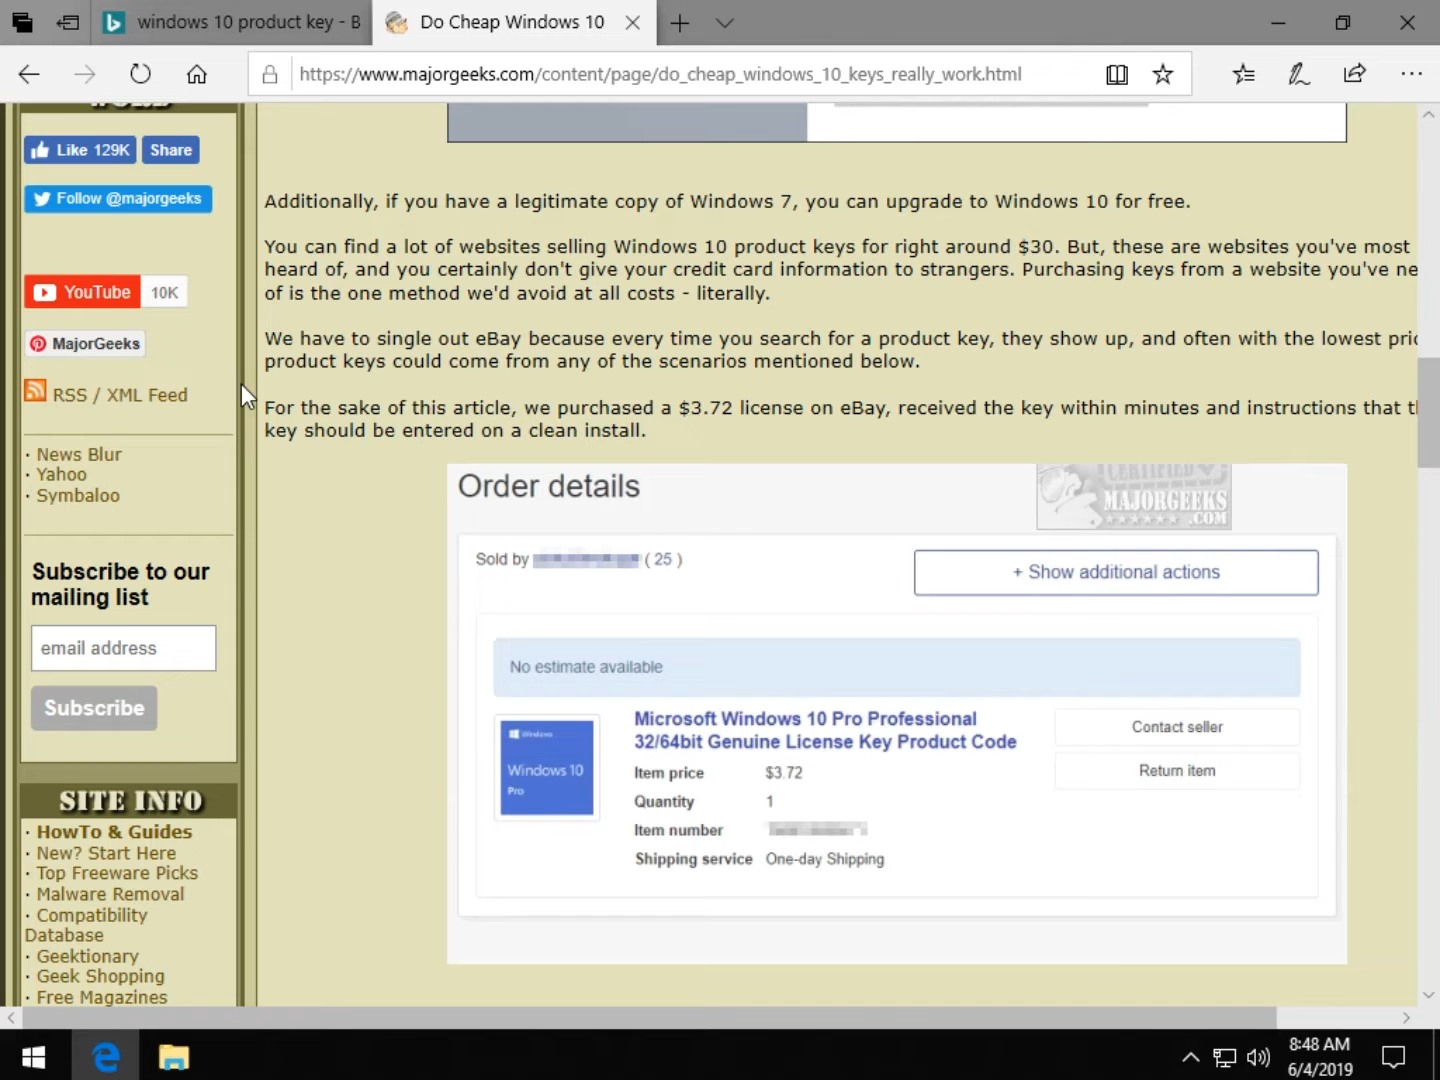 windows 10 product key - B
Do Cheap Windows 10
https://www.majorgeeks.com/content/page/do_cheap_windows_10_keys_really_work.html
Like 129K Share
Follow @majorgeeks
YouTube 10K
MajorGeeks
RSS / XML Feed
· News Blur
· Yahoo
· Symbaloo
Subscribe to our
mailing list
email address
Subscribe
SITE INFO
· HowTo & Guides
· New? Start Here
· Top Freeware Picks
· Malware Removal
· Compatibility
Database
· Geektionary
· Geek Shopping
· Free Magazines
Additionally, if you have a legitimate copy of Windows 7, you can upgrade to Windows 10 for free.
You can find a lot of websites selling Windows 10 product keys for right around $30. But, these are websites you've most
heard of, and you certainly don't give your credit card information to strangers. Purchasing keys from a website you've ne
of is the one method we'd avoid at all costs - literally.
We have to single out eBay because every time you search for a product key, they show up, and often with the lowest pric
product keys could come from any of the scenarios mentioned below.
For the sake of this article, we purchased a $3.72 license on eBay, received the key within minutes and instructions that th
key should be entered on a clean install.
Order details
CERTIFIED
MAJORGEEKS
.COM
Sold by ( 25 )
+ Show additional actions
No estimate available
Windows
Windows 10
Pro
Microsoft Windows 10 Pro Professional
32/64bit Genuine License Key Product Code
Item price $3.72
Quantity 1
Item number
Shipping service One-day Shipping
Contact seller
Return item
8:48 AM
6/4/2019